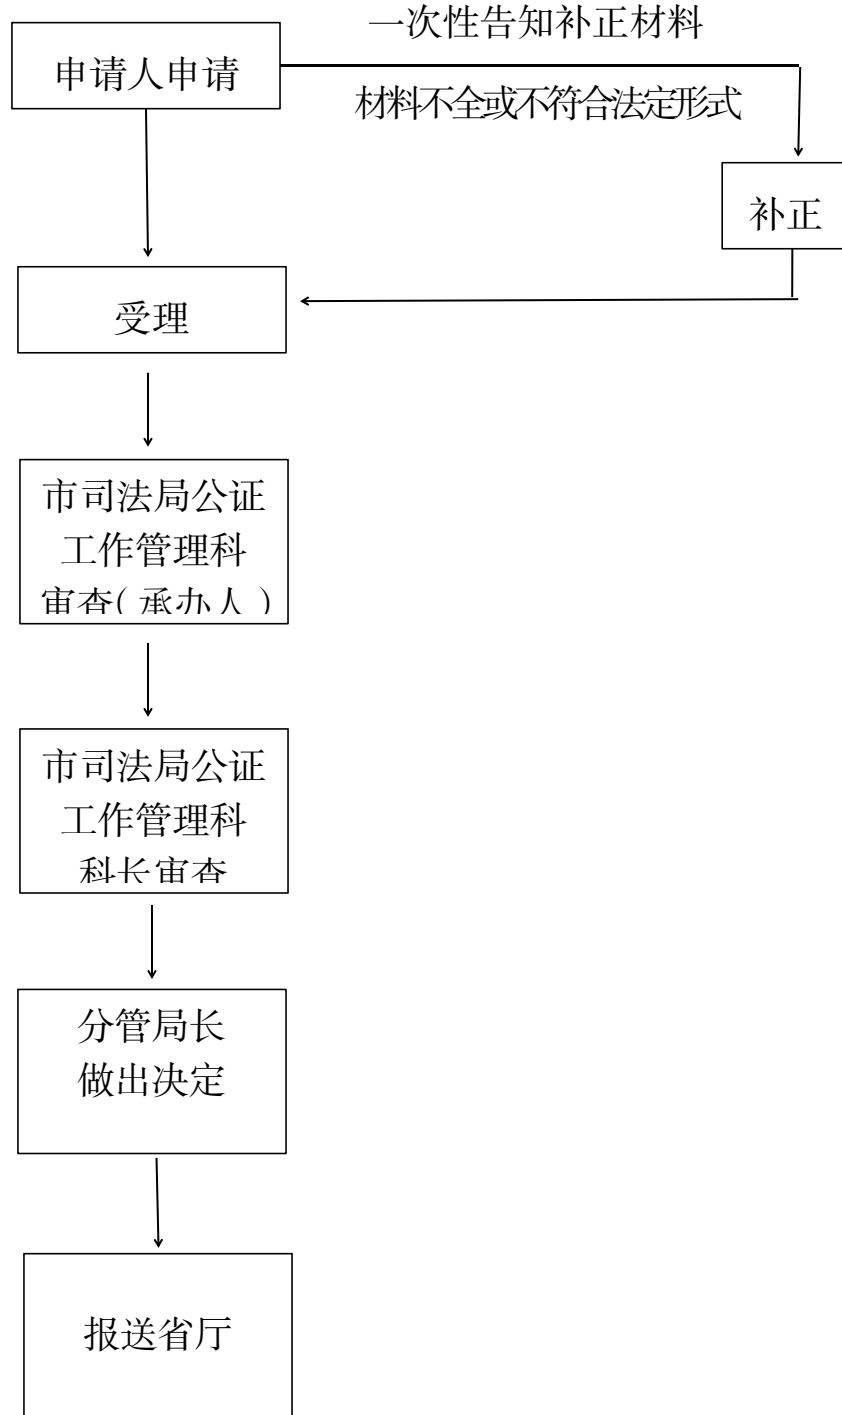 一次性告知补正材料
申请人申请
材料不全或不符合法定形式
补正
受理
市司法局公证
工作管理科
审查(承办人)
市司法局公证
工作管理科
科长审查
分管局长
做出决定
报送省厅